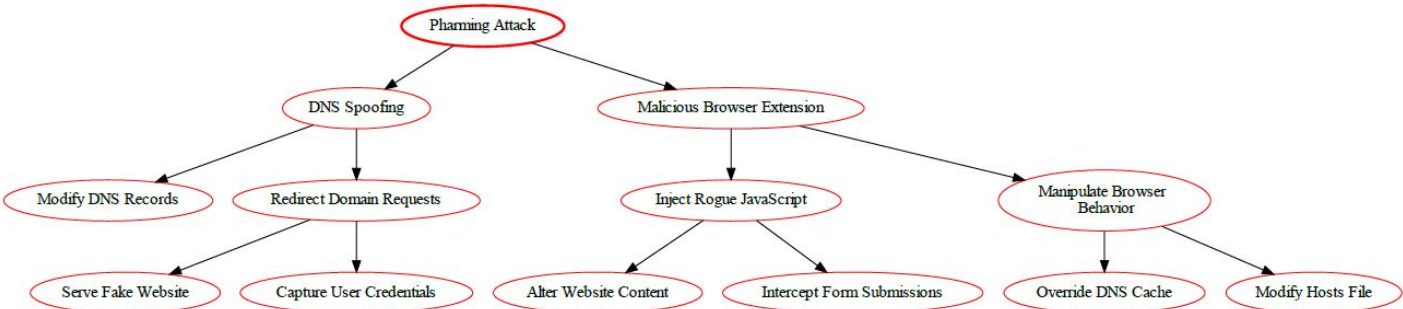 Pharming Attack
DNS Spoofing
Malicious Browser Extension
Modify DNS Records
Redirect Domain Requests
Inject Rogue JavaScript
Manipulate Browser
Behavior
Serve Fake Website
Capture User Credentials
Alter Website Content
Intercept Form Submissions
Override DNS Cache
Modify Hosts File